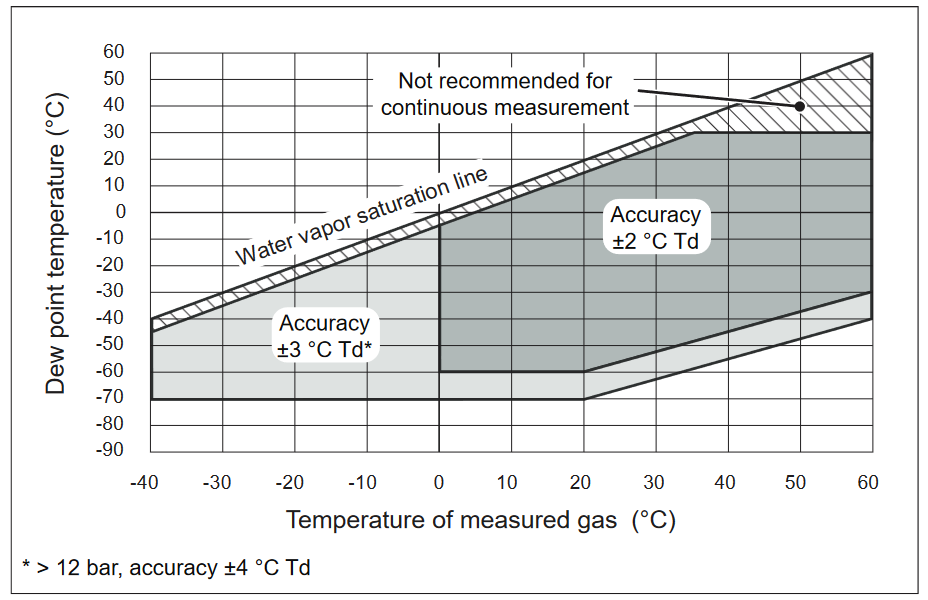 60
50
40
30
20
10
0
-10
-20
-30
-40
-50
-60
-70
-80
-90
Dew point temperature (°C)
Not recommended for
continuous measurement
Water vapor saturation line
Accuracy
±2 °C Td
Accuracy
±3 °C Td*
-40 -30 -20 -10 0 10 20 30 40 50 60
Temperature of measured gas (°C)
* > 12 bar, accuracy ±4 °C Td